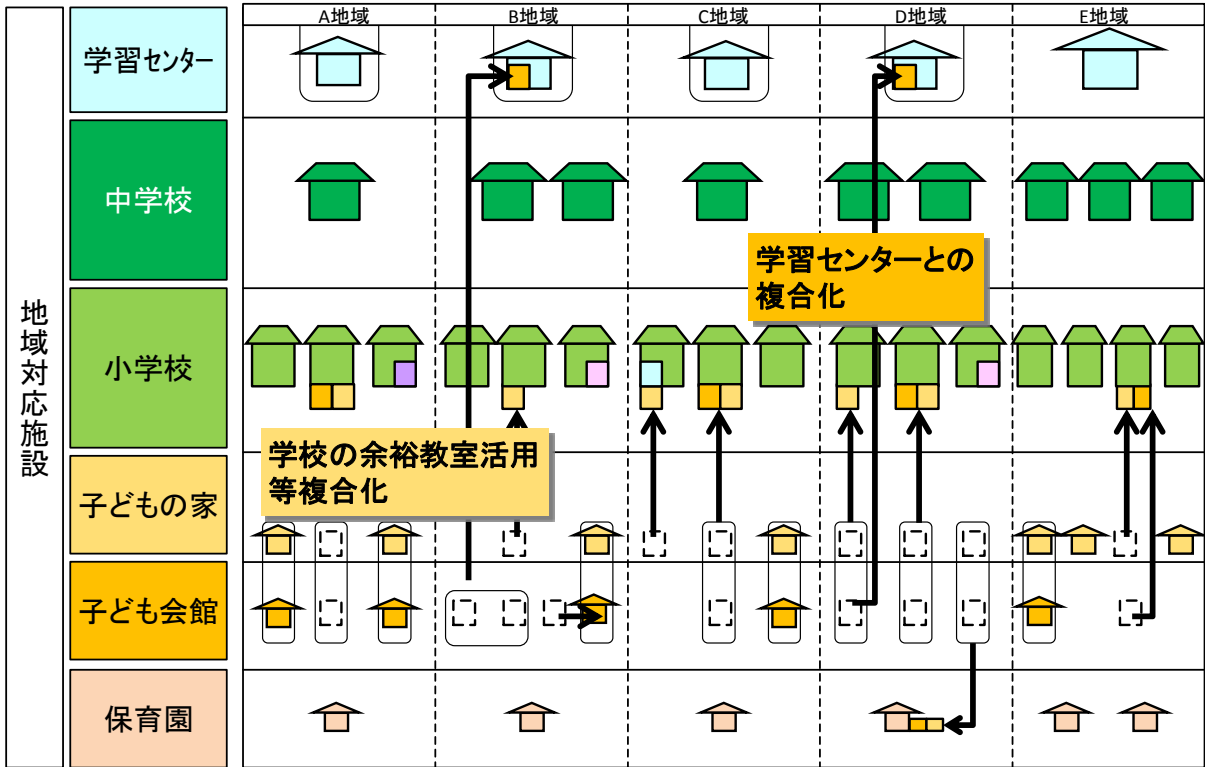 A地域
B地域
C地域
D地域
E地域
地域対応施設
学習センター
中学校
小学校
子どもの家
子ども会館
保育園
学習センターとの
複合化
学校の余裕教室活用
等複合化